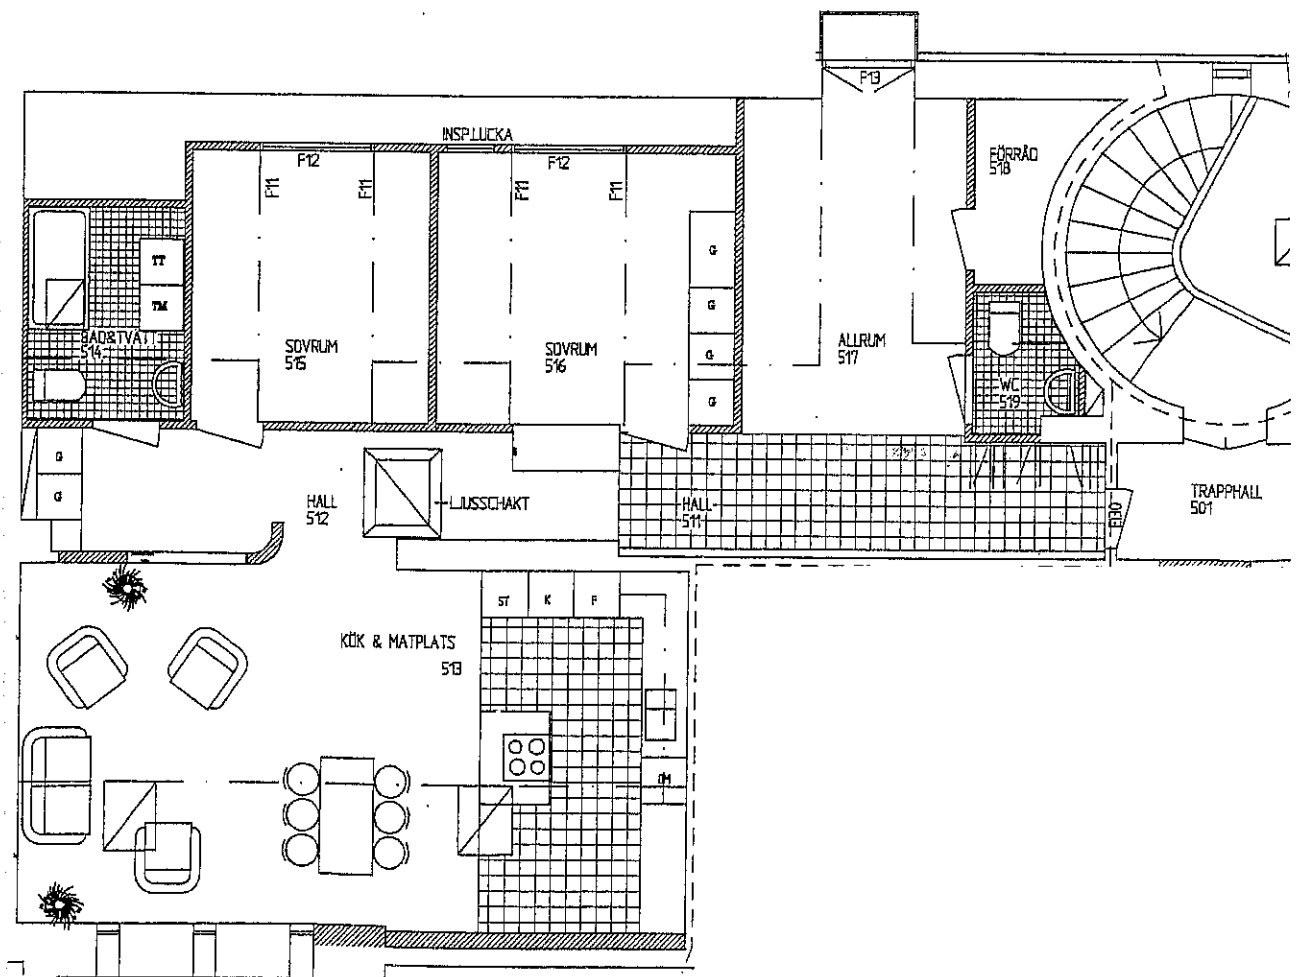 F13
INSP.LUCKA
F12
F12
F11
F11
F11
F11
FÖRRÅD
518
G
G
G
G
TT
TM
BAD&TVÄTT
514
SOVRUM
515
SOVRUM
516
ALLRUM
517
WC
519
G
G
HALL
512
LJUSSCHAKT
HALL
511
EI30
TRAPPHALL
501
ST
K
F
KÖK & MATPLATS
513
DM